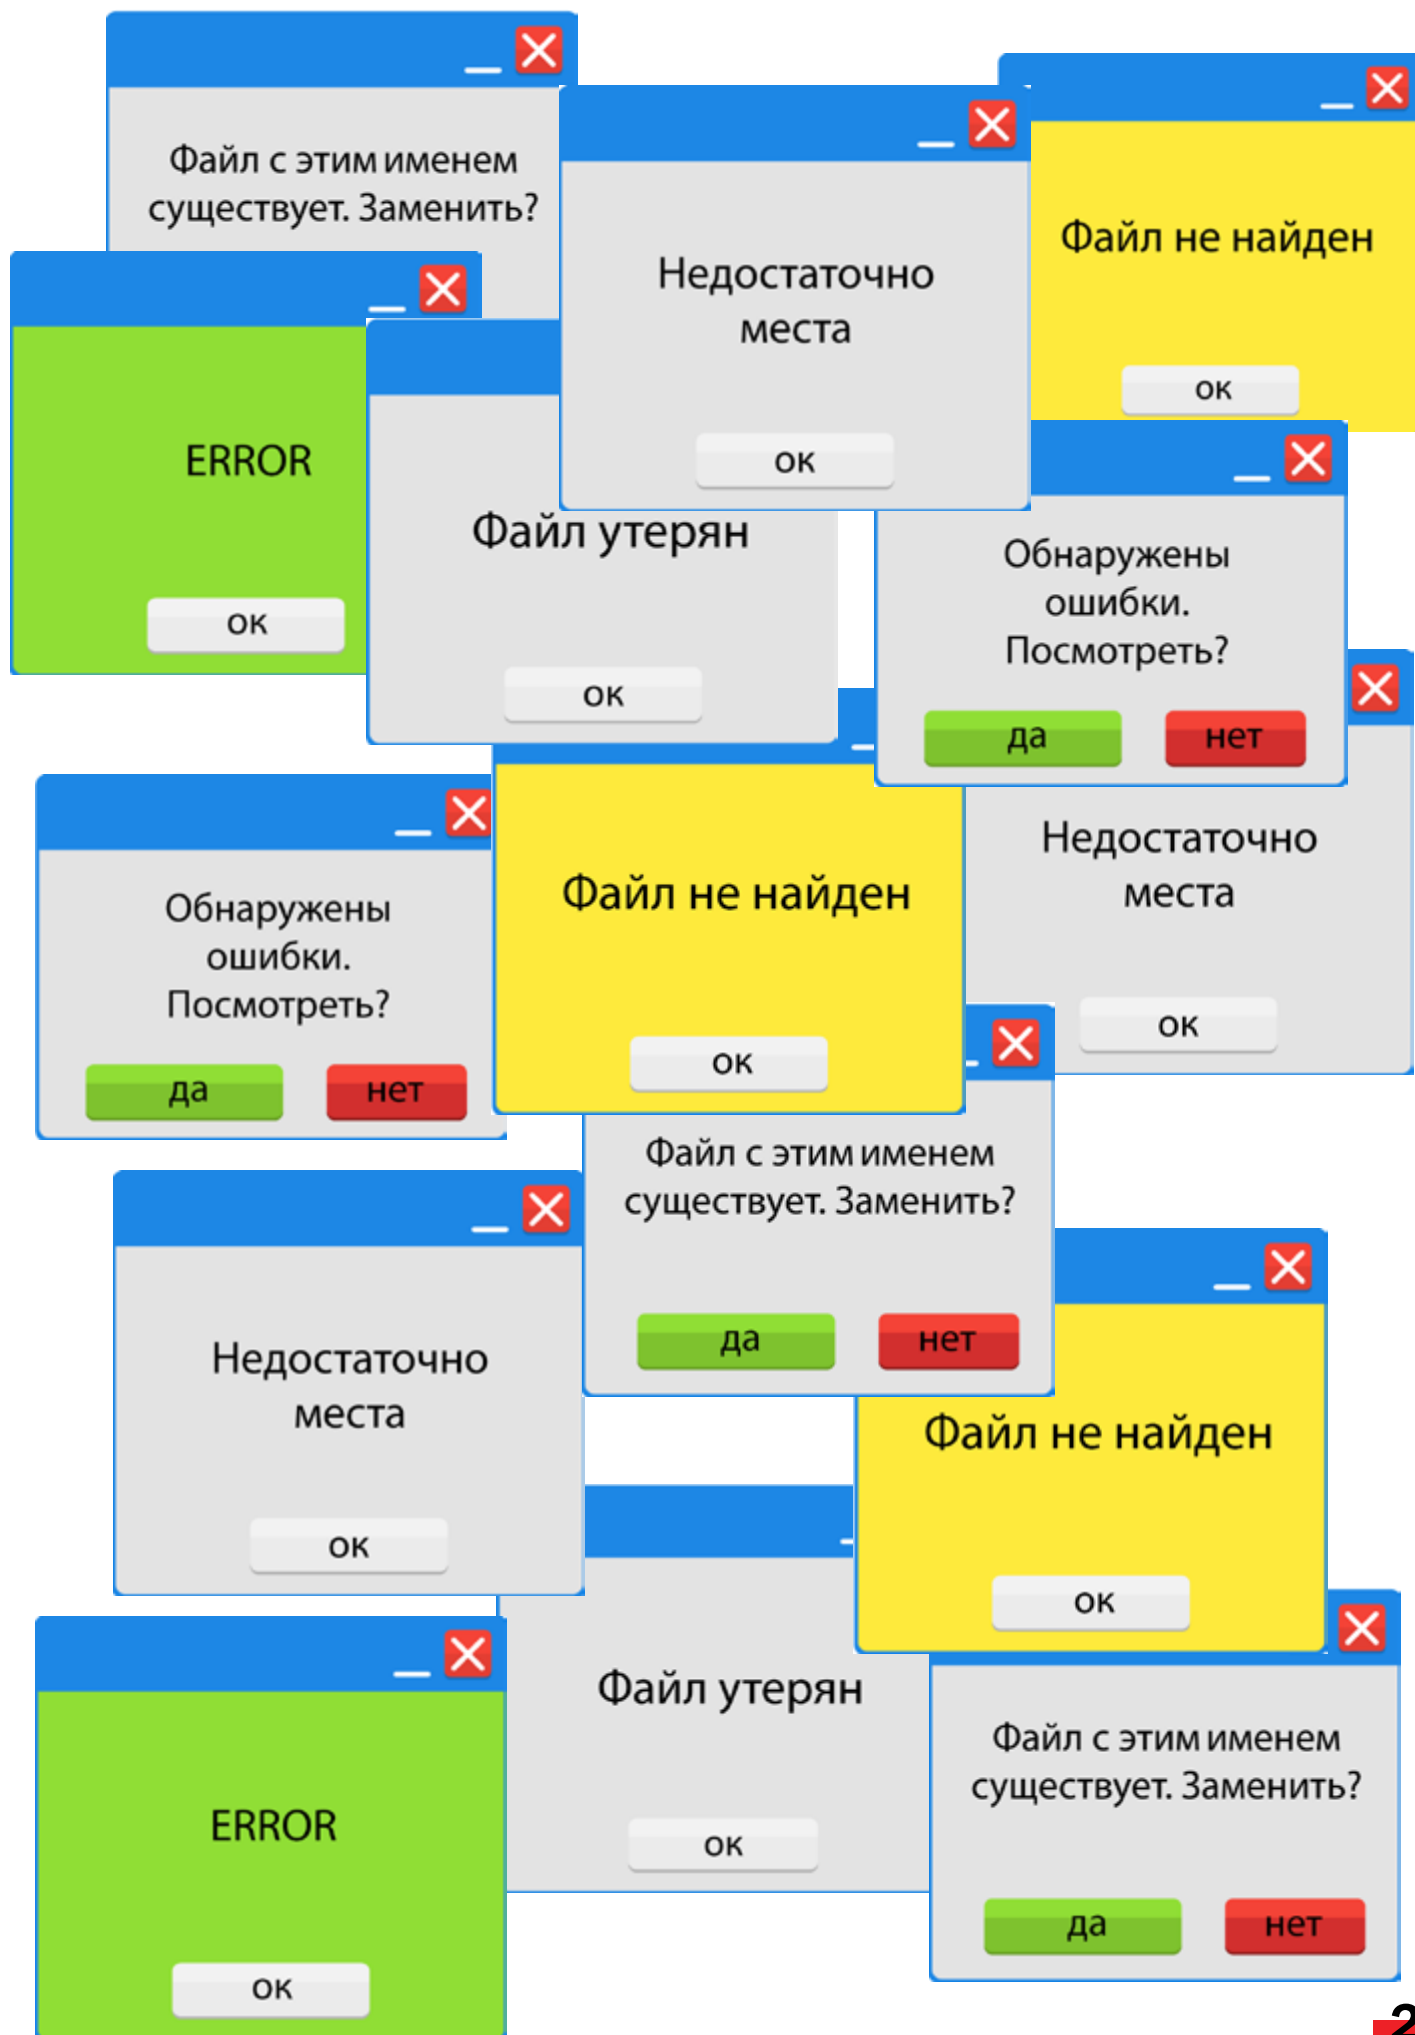 Файл с этим именем
существует. Заменить?
Недостаточно
места
ок
Файл не найден
ок
ERROR
ок
Файл утерян
ок
Обнаружены
ошибки.
Посмотреть?
да нет
Недостаточно
места
ок
Файл не найден
ок
Обнаружены
ошибки.
Посмотреть?
да нет
Файл с этим именем
существует. Заменить?
да нет
Недостаточно
места
ок
Файл не найден
ок
Файл утерян
ок
Файл с этим именем
существует. Заменить?
да нет
ERROR
ок